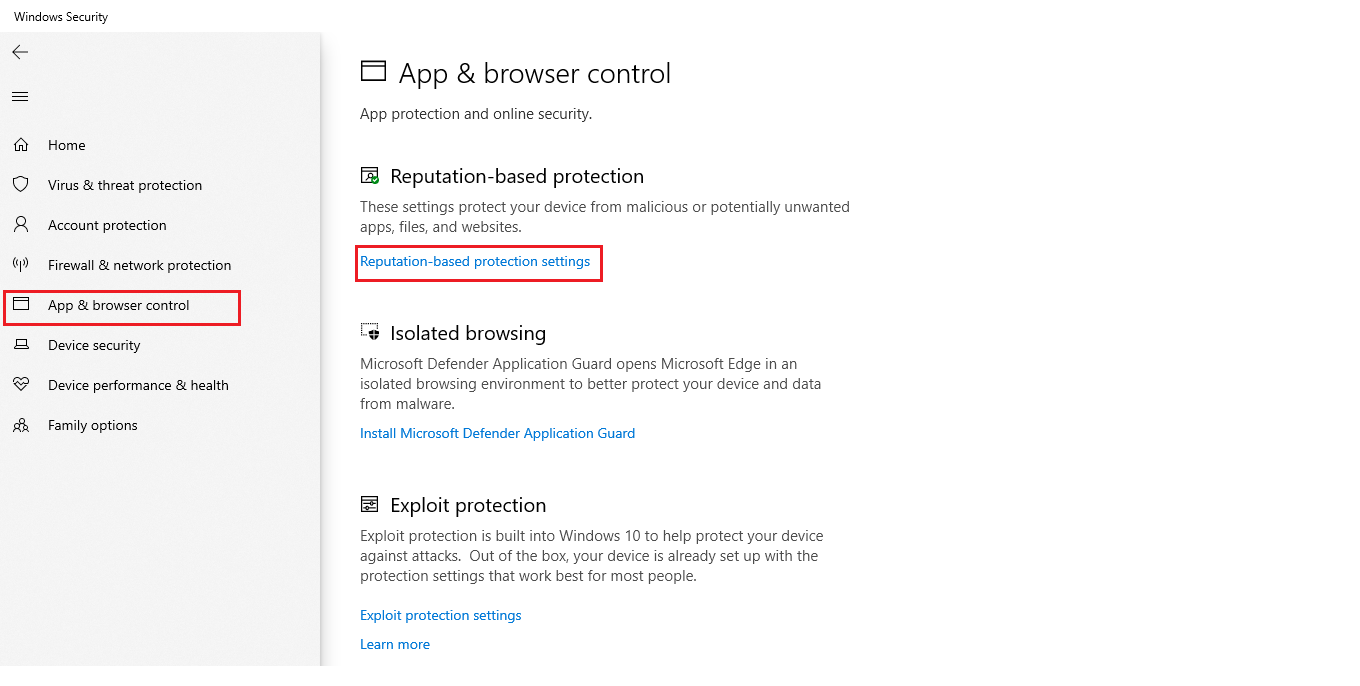 Windows Security
Home
Virus & threat protection
Account protection
Firewall & network protection
App & browser control
Device security
Device performance & health
Family options
App & browser control
App protection and online security.
Reputation-based protection
These settings protect your device from malicious or potentially unwanted
apps, files, and websites.
Reputation-based protection settings
Isolated browsing
Microsoft Defender Application Guard opens Microsoft Edge in an
isolated browsing environment to better protect your device and data
from malware.
Install Microsoft Defender Application Guard
Exploit protection
Exploit protection is built into Windows 10 to help protect your device
against attacks.  Out of the box, your device is already set up with the
protection settings that work best for most people.
Exploit protection settings
Learn more